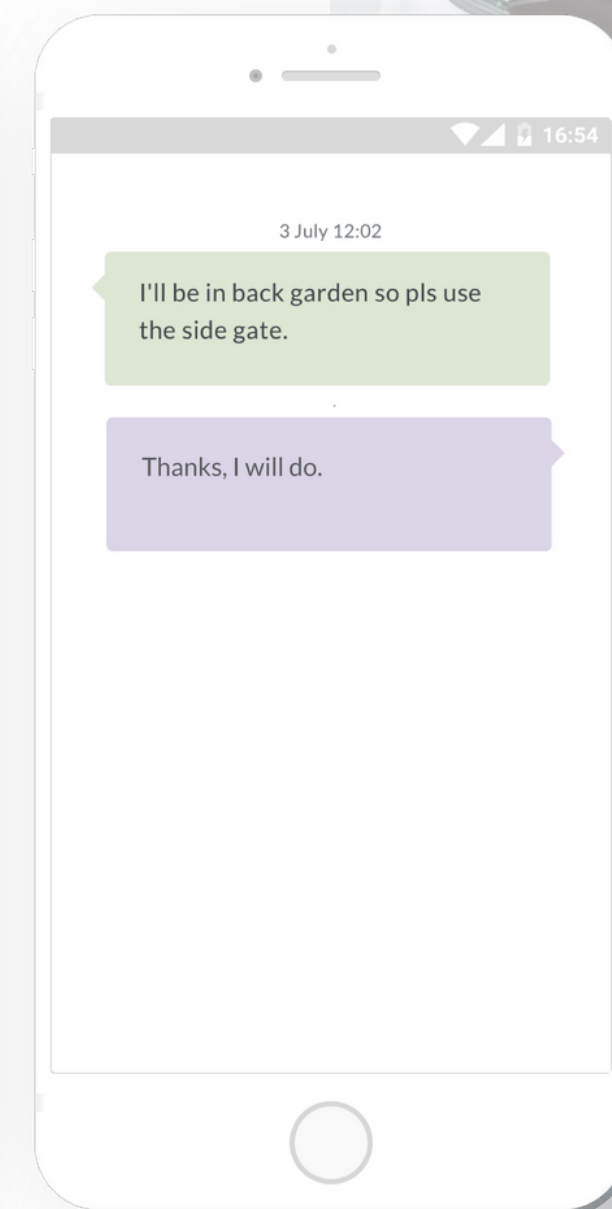 16:54
3 July 12:02
I'll be in back garden so pls use
the side gate.
Thanks, I will do.